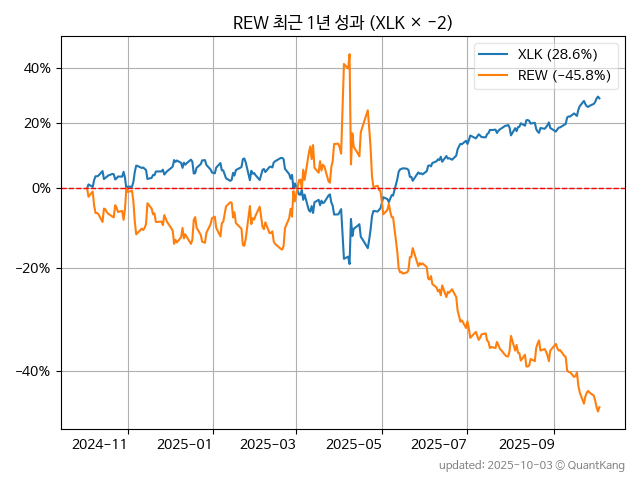 REW 최근 1년 성과 (XLK × −2)
XLK (28.6%)
REW (−45.8%)
40%
20%
0%
−20%
−40%
2024−11 2025−01 2025−03 2025−05 2025−07 2025−09
updated: 2025-10-03 © QuantKang